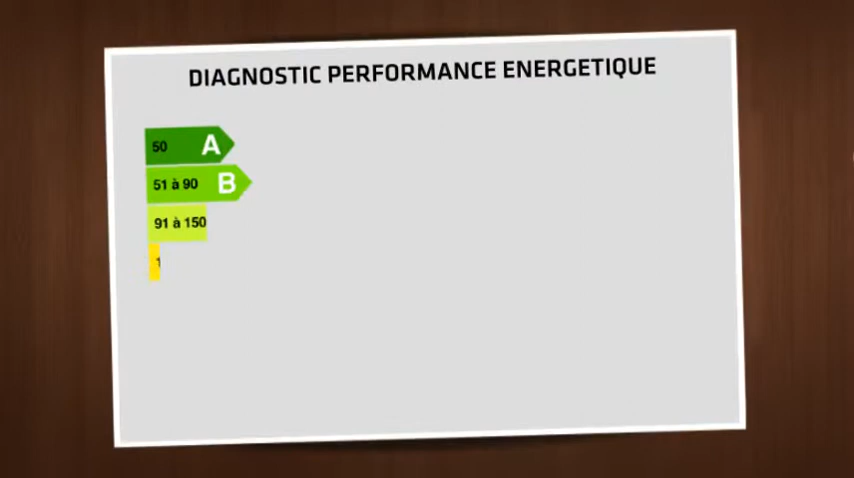 DIAGNOSTIC PERFORMANCE ENERGETIQUE
50 A
51 à 90 B
91 à 150
1